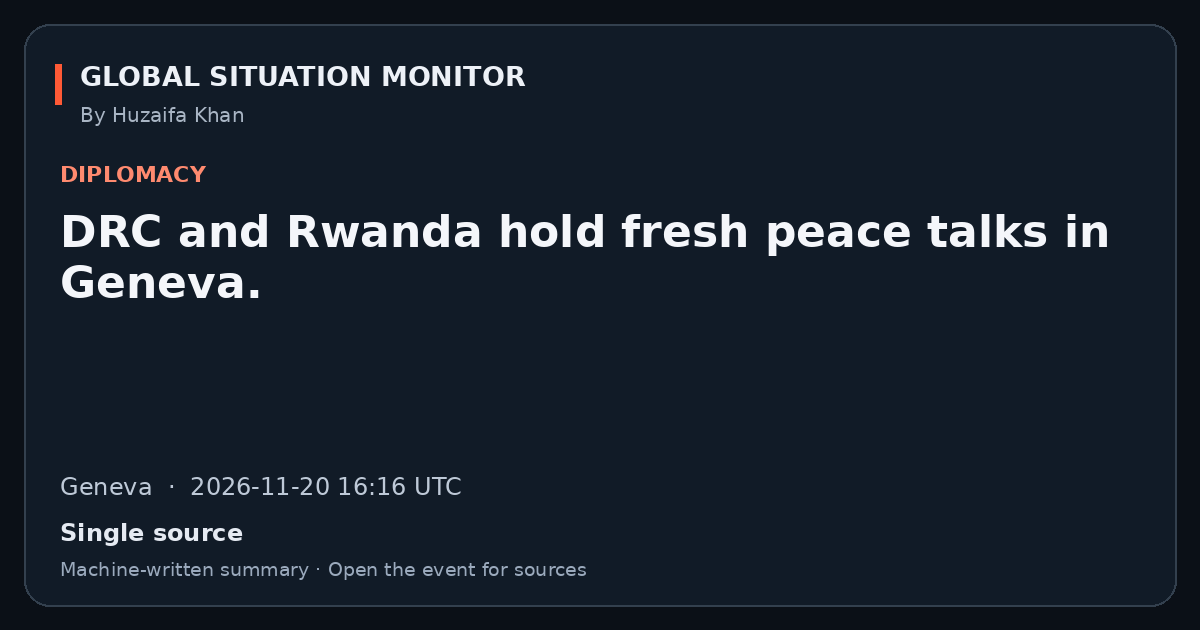 GLOBAL SITUATION MONITOR
By Huzaifa Khan
DIPLOMACY
DRC and Rwanda hold fresh peace talks in
Geneva.
Geneva · 2026-11-20 16:16 UTC
Single source
Machine-written summary · Open the event for sources